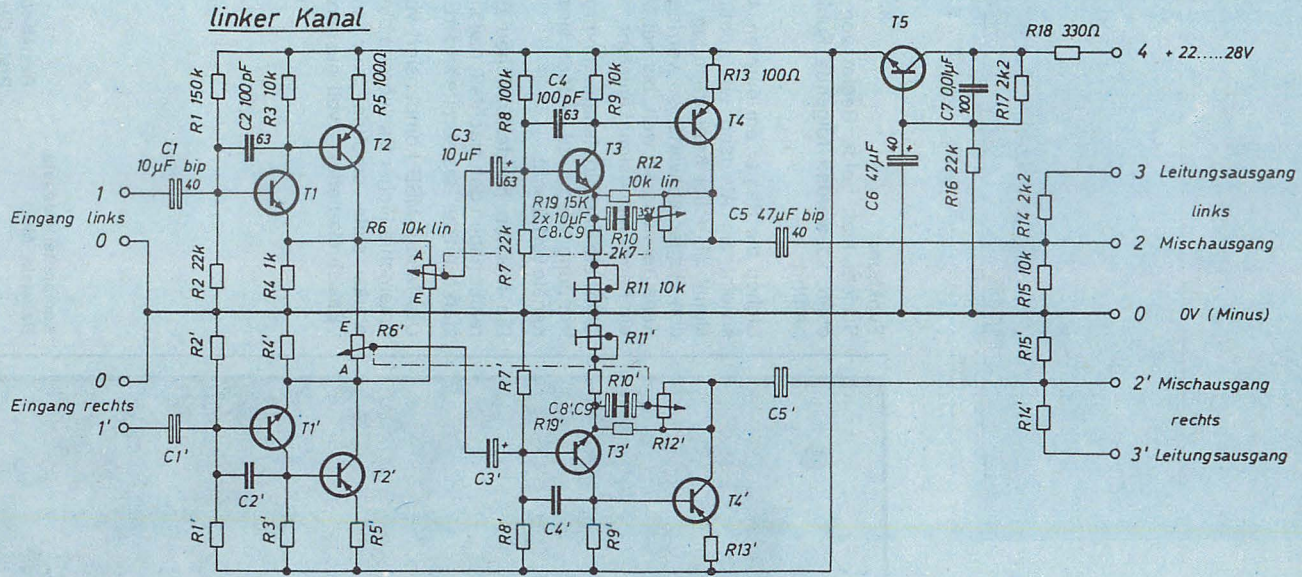 linker Kanal
R1 150k
C2 100pF
63
R3 10k
R5 100Ω
T2
C1
10µF bip
40
T1
1
Eingang links
0
R2 22k
R4 1k
R6 10k lin
A
E
C3
10µF
+
63
R8 100k
C4
100pF
63
R9 10k
R13 100Ω
T4
T3
R12
10k lin
R19 15K
2x 10µF
C8,C9
35V
R10
2k7
R7 22k
R11 10k
C5 47µF bip
40
T5
C7 0,01µF
100
R17 2k2
R18 330Ω
4 + 22.....28V
C6 47µF
40
+
R16 22k
R14 2k2
3 Leitungsausgang
links
2 Mischausgang
R15 10k
0 0V (Minus)
R2'
R4'
E
A
R6'
R7
R11'
R10'
C8',C9'
R19'
R12'
R15'
2' Mischausgang
rechts
R14'
3' Leitungsausgang
0
Eingang rechts
1'
C1'
T1'
C2'
T2'
R1'
R3'
R5'
C3'
+
T3'
C4'
T4'
C5'
R8'
R9'
R13'